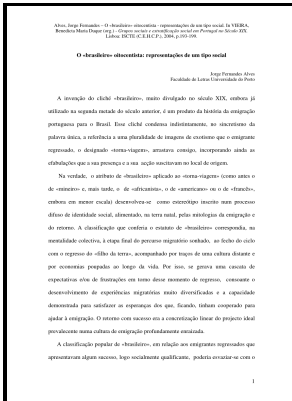 Alves, Jorge Fernandes – O «brasileiro» oitocentista - representações de um tipo social. In VIEIRA,
Benedicta Maria Duque (org.) - Grupos sociais e estratificação social em Portugal no Século XIX.
Lisboa: ISCTE (C.E.H.C.P.), 2004, p.193-199.
O «brasileiro» oitocentista: representações de um tipo social
Jorge Fernandes Alves
Faculdade de Letras Universidade do Porto
A invenção do cliché «brasileiro», muito divulgado no século XIX, embora já
utilizado na segunda metade do século anterior, é um produto da história da emigração
portuguesa para o Brasil. Esse cliché condensa indistintamente, no sincretismo da
palavra única, a referência a uma pluralidade de imagens de exotismo que o emigrante
regressado, o designado «torna-viagem», arrastava consigo, incorporando ainda as
efabulações que a sua presença e a sua acção suscitavam no local de origem.
Na verdade, o atributo de «brasileiro» aplicado ao «torna-viagem» (como antes o
de «mineiro» e, mais tarde, o de «africanista», o de «americano» ou o de «francês»,
embora em menor escala) desenvolveu-se como estereótipo inscrito num processo
difuso de identidade social, alimentado, na terra natal, pelas mitologias da emigração e
do retorno. A classificação que conferia o estatuto de «brasileiro» correspondia, na
mentalidade colectiva, à etapa final do percurso migratório sonhado, ao fecho do ciclo
com o regresso do «filho da terra», acompanhado por traços de uma cultura distante e
por economias poupadas ao longo da vida. Por isso, se gerava uma cascata de
expectativas e/ou de frustrações em torno desse momento de regresso, consoante o
desenvolvimento de experiências migratórias muito diversificadas e a capacidade
demonstrada para satisfazer as esperanças dos que, ficando, tinham cooperado para
ajudar à emigração. O retorno com sucesso era a concretização linear do projecto ideal
prevalecente numa cultura de emigração profundamente enraizada.
A classificação popular de «brasileiro», em relação aos emigrantes regressados que
apresentavam algum sucesso, logo socialmente qualificante, poderia esvaziar-se com o
1